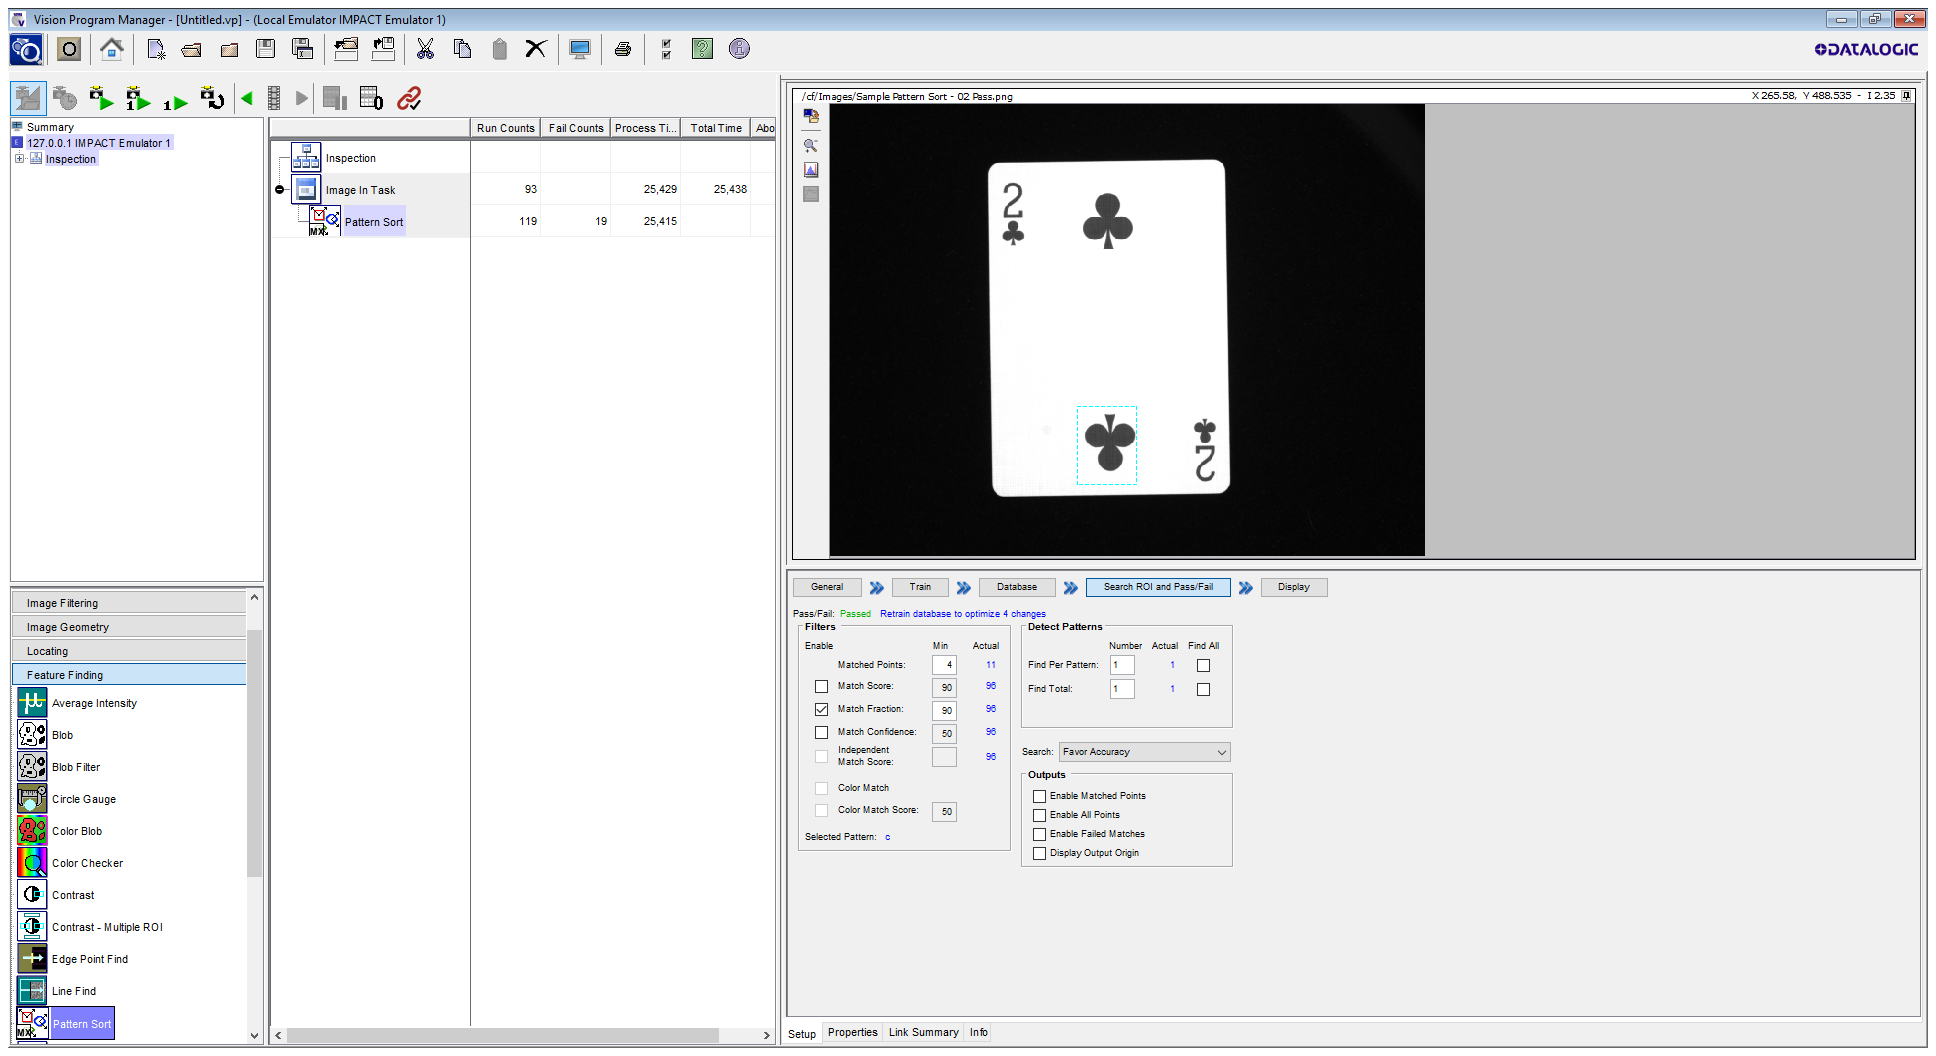 Vision Program Manager - [Untitled.vp] - (Local Emulator IMPACT Emulator 1)
DATALOGIC
Summary
127.0.0.1 IMPACT Emulator 1
Inspection
Run Counts Fail Counts Process Ti... Total Time Abo
Inspection
Image In Task 93 25,429 25,438
Pattern Sort 119 19 25,415
/cf/Images/Sample Pattern Sort - 02 Pass.png X 265.58, Y 488.535 - I 2.35
2
2
Image Filtering
Image Geometry
Locating
Feature Finding
Average Intensity
Blob
Blob Filter
Circle Gauge
Color Blob
Color Checker
Contrast
Contrast - Multiple ROI
Edge Point Find
Line Find
Pattern Sort
General Train Database Search ROI and Pass/Fail Display
Pass/Fail: Passed Retrain database to optimize 4 changes
Filters
Enable Min Actual
Matched Points: 4 11
Match Score: 90 96
Match Fraction: 90 96
Match Confidence: 50 96
Independent
Match Score: 96
Color Match
Color Match Score: 50
Selected Pattern: c
Detect Patterns
Number Actual Find All
Find Per Pattern: 1 1
Find Total: 1 1
Search: Favor Accuracy
Outputs
Enable Matched Points
Enable All Points
Enable Failed Matches
Display Output Origin
Setup Properties Link Summary Info